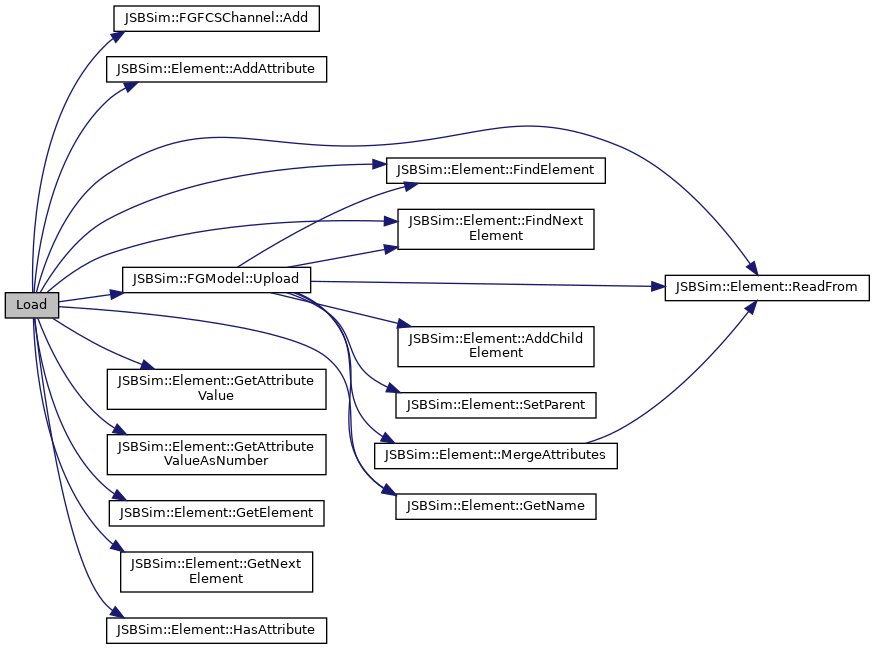 JSBSim::FGFCSChannel::Add
JSBSim::Element::AddAttribute
JSBSim::Element::FindElement
JSBSim::Element::FindNext
Element
JSBSim::FGModel::Upload
JSBSim::Element::ReadFrom
Load
JSBSim::Element::AddChild
Element
JSBSim::Element::GetAttribute
Value
JSBSim::Element::SetParent
JSBSim::Element::GetAttribute
ValueAsNumber
JSBSim::Element::MergeAttributes
JSBSim::Element::GetElement
JSBSim::Element::GetName
JSBSim::Element::GetNext
Element
JSBSim::Element::HasAttribute